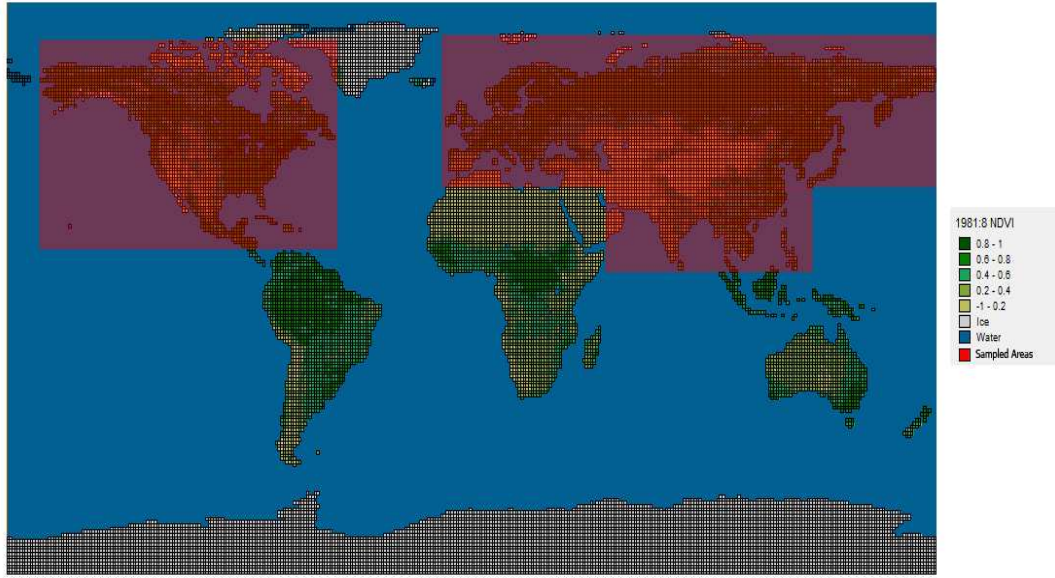 1981:8 NDVI
0.8 - 1
0.6 - 0.8
0.4 - 0.6
0.2 - 0.4
-1 - 0.2
Ice
Water
Sampled Areas